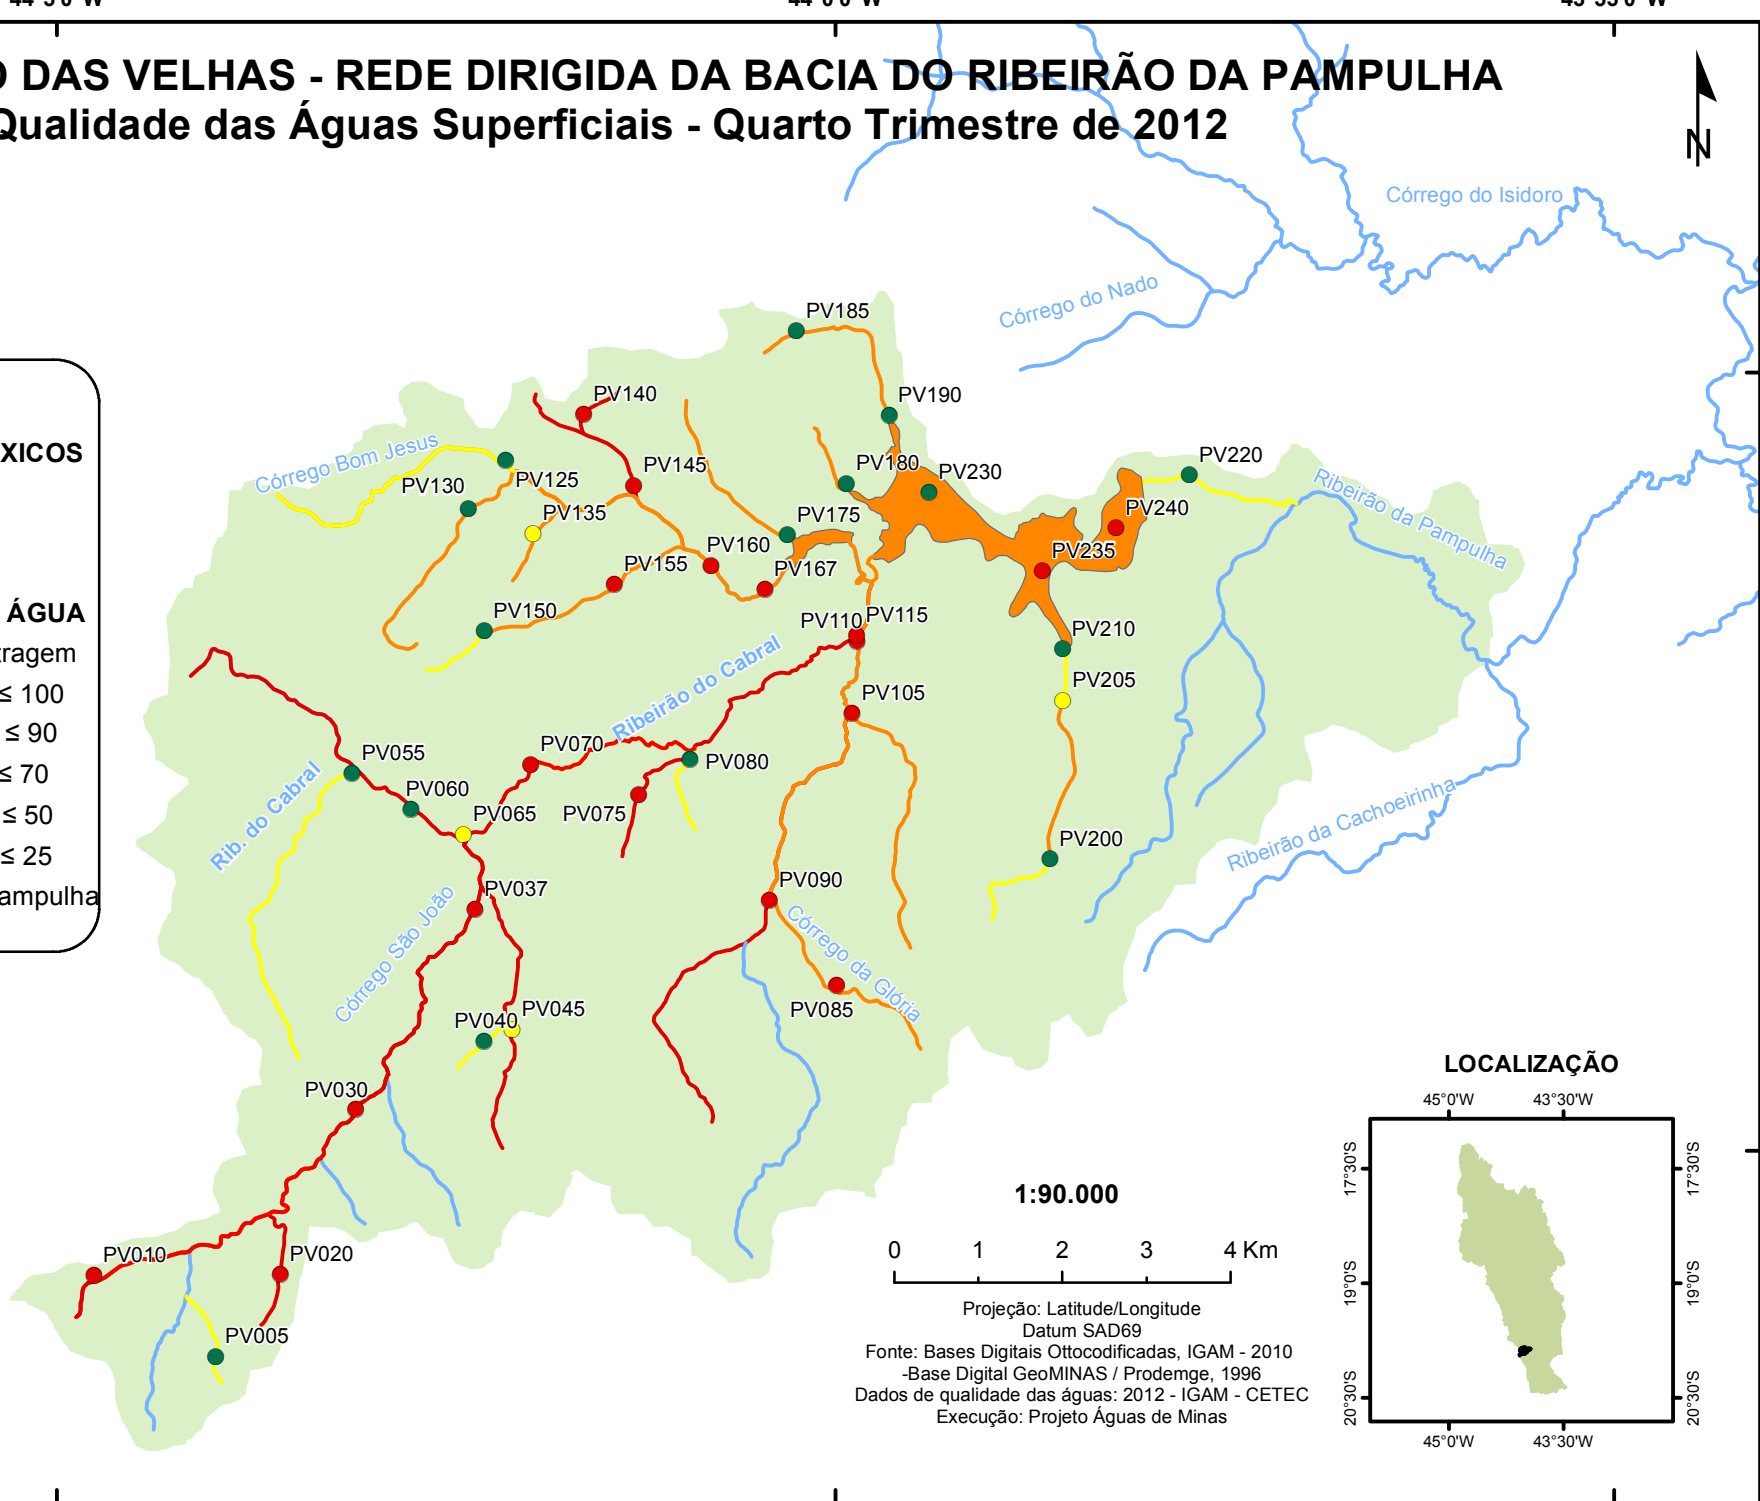 DAS VELHAS - REDE DIRIGIDA DA BACIA DO RIBEIRÃO DA PAMPULHA
Qualidade das Águas Superficiais - Quarto Trimestre de 2012
N
Córrego do Isidoro
Córrego do Nado
PV185
PV140
PV190
XICOS
Córrego Bom Jesus
PV130
PV125
PV145
PV180
PV230
PV220
Ribeirão da Pampulha
PV135
PV175
PV240
PV160
PV235
PV155
PV167
ÁGUA
PV150
PV110
PV115
PV210
ragem
≤ 100
≤ 90
≤ 70
≤ 50
≤ 25
ampulha
Ribeirão do Cabral
PV205
PV105
PV055
PV070
PV080
Rib. do Cabral
PV060
PV065
PV075
Ribeirão da Cachoeirinha
PV200
PV037
PV090
Córrego São João
Córrego da Glória
PV040
PV045
PV085
PV030
PV010
PV020
PV005
1:90.000
0 1 2 3 4 Km
Projeção: Latitude/Longitude
Datum SAD69
Fonte: Bases Digitais Ottocodificadas, IGAM - 2010
-Base Digital GeoMINAS / Prodemge, 1996
Dados de qualidade das águas: 2012 - IGAM - CETEC
Execução: Projeto Águas de Minas
LOCALIZAÇÃO
45°0'W 43°30'W
17°30'S 17°30'S
19°0'S 19°0'S
20°30'S 20°30'S
45°0'W 43°30'W